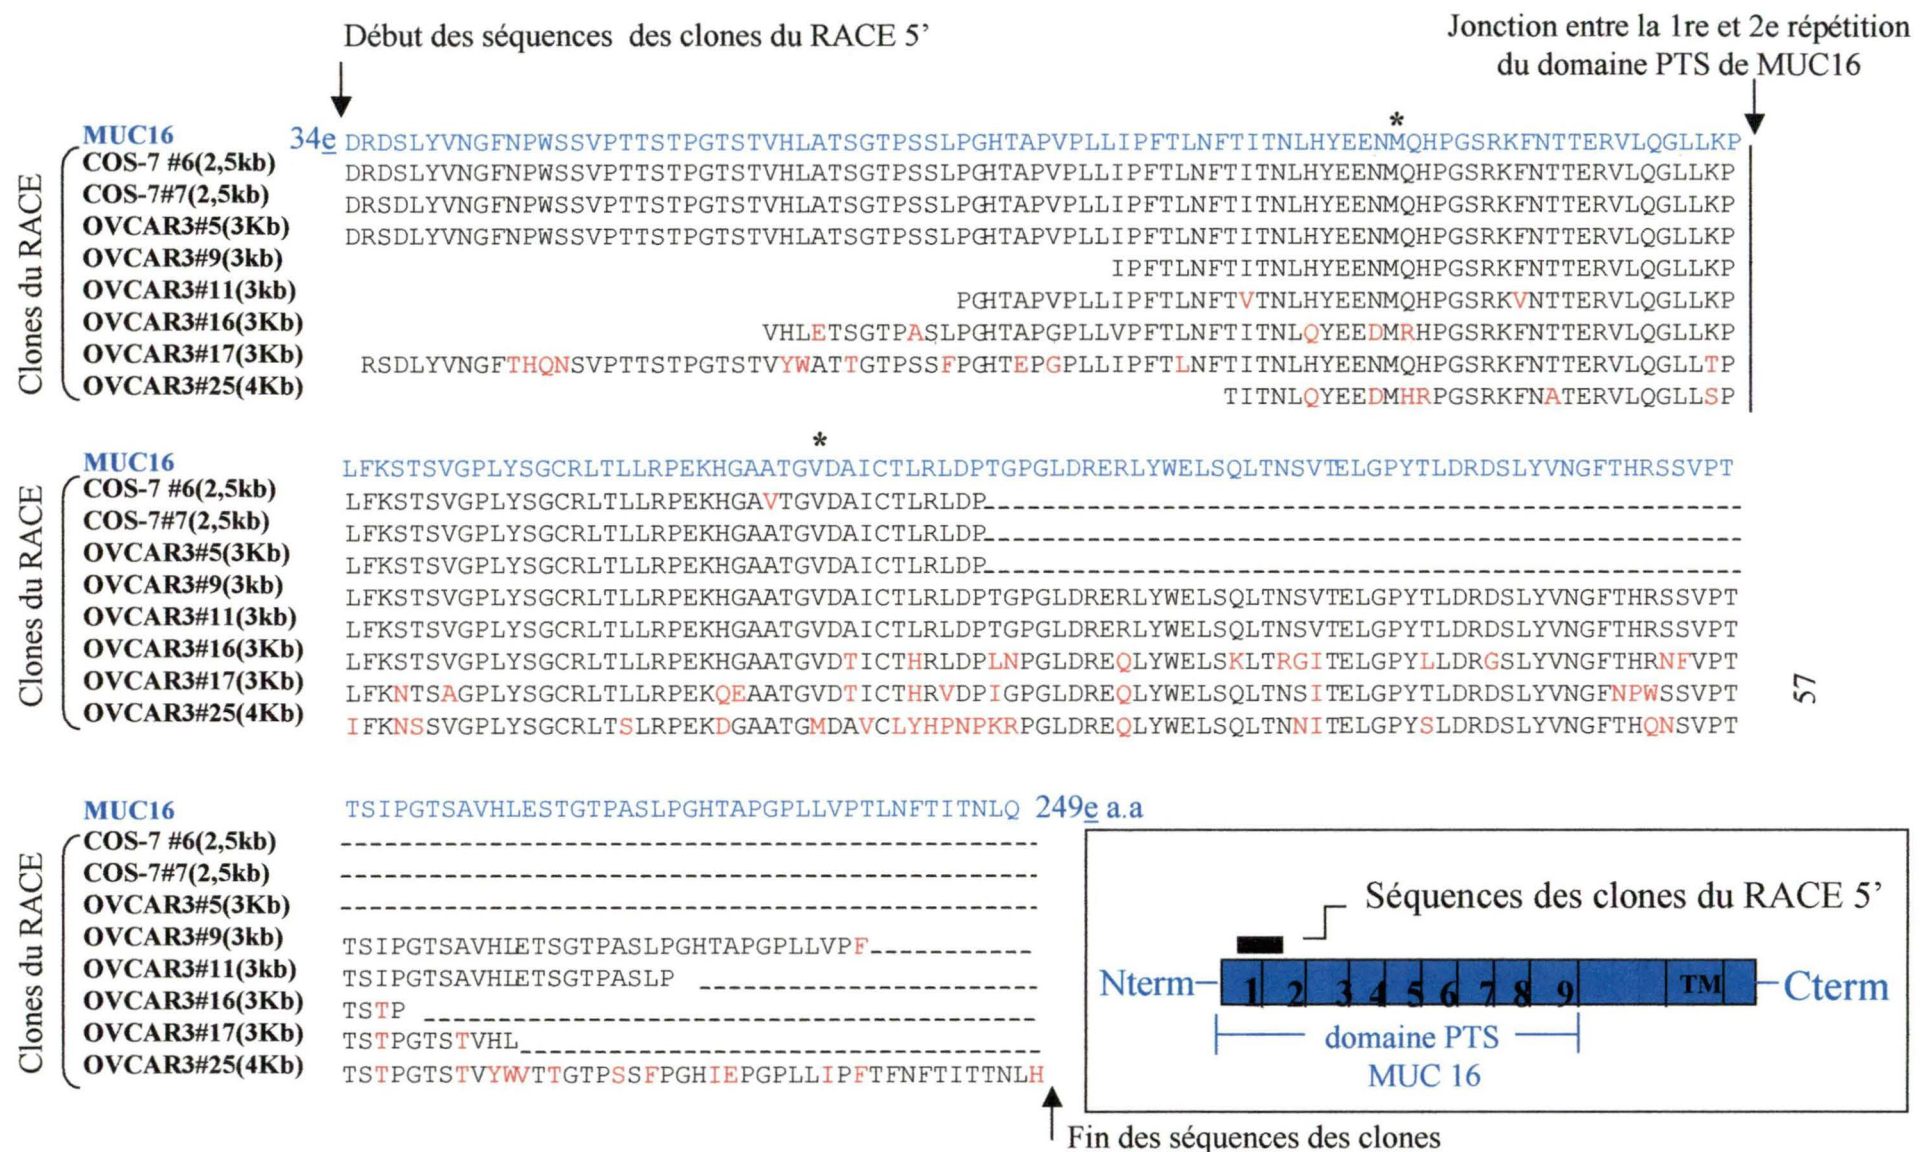 Début des séquences des clones du RACE 5’
Jonction entre la 1re et 2e répétition
du domaine PTS de MUC16
*
MUC16 34e DRDSLYVNGFNPWSSVPTTSTPGTSTVHLATSGTPSSLPGHTAPVPLLIPFTLNFTITNLHYEENMQHPGSRKFNTTERVLQGLLKP
Clones du RACE
COS-7 #6(2,5kb) DRDSLYVNGFNPWSSVPTTSTPGTSTVHLATSGTPSSLPGHTAPVPLLIPFTLNFTITNLHYEENMQHPGSRKFNTTERVLQGLLKP
COS-7#7(2,5kb) DRSDLYVNGFNPWSSVPTTSTPGTSTVHLATSGTPSSLPGHTAPVPLLIPFTLNFTITNLHYEENMQHPGSRKFNTTERVLQGLLKP
OVCAR3#5(3Kb) DRSDLYVNGFNPWSSVPTTSTPGTSTVHLATSGTPSSLPGHTAPVPLLIPFTLNFTITNLHYEENMQHPGSRKFNTTERVLQGLLKP
OVCAR3#9(3kb) IPFTLNFTITNLHYEENMQHPGSRKFNTTERVLQGLLKP
OVCAR3#11(3kb) PGHTAPVPLLIPFTLNFTVTNLHYEENMQHPGSRKVNTTERVLQGLLKP
OVCAR3#16(3Kb) VHLETSGTPASLPGHTAPGPLLVPFTLNFTITNLQYEEDMRHPGSRKFNTTERVLQGLLKP
OVCAR3#17(3Kb) RSDLYVNGFTHQNSVPTTSTPGTSTVYWATTGTPSSFPGHTEPGPLLIPFTLNFTITNLHYEENMQHPGSRKFNTTERVLQGLLTP
OVCAR3#25(4Kb) TITNLQYEEDMHRPGSRKFNATERVLQGLLSP
*
MUC16 LFKSTSVGPLYSGCRLTLLRPEKHGAATGVDAICTLRLDPTGPGLDRERLYWELSQLTNSVTELGPYTLDRDSLYVNGFTHRSSVPT
Clones du RACE
COS-7 #6(2,5kb) LFKSTSVGPLYSGCRLTLLRPEKHGAVTGVDAICTLRLDP-----------------------------------------------
COS-7#7(2,5kb) LFKSTSVGPLYSGCRLTLLRPEKHGAATGVDAICTLRLDP-----------------------------------------------
OVCAR3#5(3Kb) LFKSTSVGPLYSGCRLTLLRPEKHGAATGVDAICTLRLDP-----------------------------------------------
OVCAR3#9(3kb) LFKSTSVGPLYSGCRLTLLRPEKHGAATGVDAICTLRLDPTGPGLDRERLYWELSQLTNSVTELGPYTLDRDSLYVNGFTHRSSVPT
OVCAR3#11(3kb) LFKSTSVGPLYSGCRLTLLRPEKHGAATGVDAICTLRLDPTGPGLDRERLYWELSQLTNSVTELGPYTLDRDSLYVNGFTHRSSVPT
OVCAR3#16(3Kb) LFKSTSVGPLYSGCRLTLLRPEKHGAATGVDTICTHRLDPLNPGLDREQLYWELSKLTRGITELGPYLLDRGSLYVNGFTHRNFVPT
OVCAR3#17(3Kb) LFKNTSAGPLYSGCRLTLLRPEKQEAATGVDTICTHRVDPIGPGLDREQLYWELSQLTNSITELGPYTLDRDSLYVNGFNPWSSVPT
OVCAR3#25(4Kb) IFKNSSVGPLYSGCRLTSLRPEKDGAATGMDAVCLYHPNPKRPGLDREQLYWELSQLTNNITELGPYSLDRDSLYVNGFTHQNSVPT
57
MUC16 TSIPGTSAVHLESTGTPASLPGHTAPGPLLVPTLNFTITNLQ 249e a.a
Clones du RACE
COS-7 #6(2,5kb) -------------------------------------------
COS-7#7(2,5kb) -------------------------------------------
OVCAR3#5(3Kb) -------------------------------------------
OVCAR3#9(3kb) TSIPGTSAVHLETSGTPASLPGHTAPGPLLVPF----------
OVCAR3#11(3kb) TSIPGTSAVHLETSGTPASLP ---------------------
OVCAR3#16(3Kb) TSTP --------------------------------------
OVCAR3#17(3Kb) TSTPGTSTVHL--------------------------------
OVCAR3#25(4Kb) TSTPGTSTVYWVTTGTPSSFPGHIEPGPLLIPFTFNFTITTNLH
Fin des séquences des clones
Séquences des clones du RACE 5’
Nterm 1 2 3 4 5 6 7 8 9 TM Cterm
domaine PTS
MUC 16